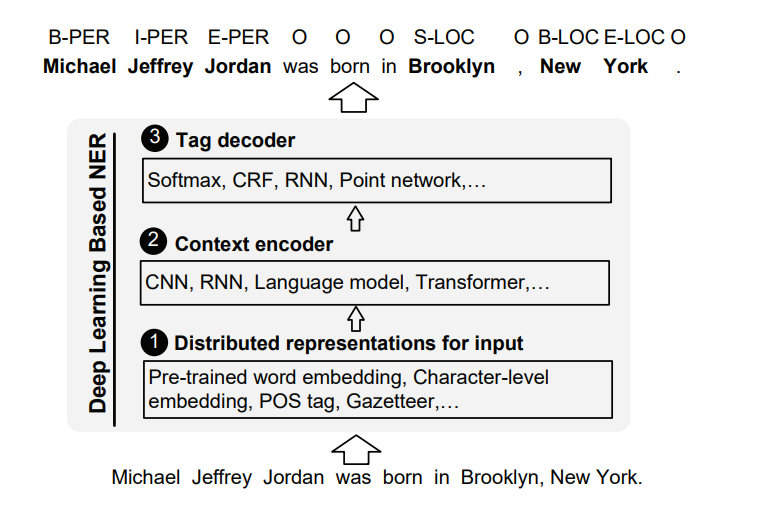 B-PER I-PER E-PER O O O S-LOC O B-LOC E-LOC O
Michael Jeffrey Jordan was born in Brooklyn , New York .
Deep Learning Based NER
3 Tag decoder
Softmax, CRF, RNN, Point network,...
2 Context encoder
CNN, RNN, Language model, Transformer,...
1 Distributed representations for input
Pre-trained word embedding, Character-level
embedding, POS tag, Gazetteer,...
Michael Jeffrey Jordan was born in Brooklyn, New York.